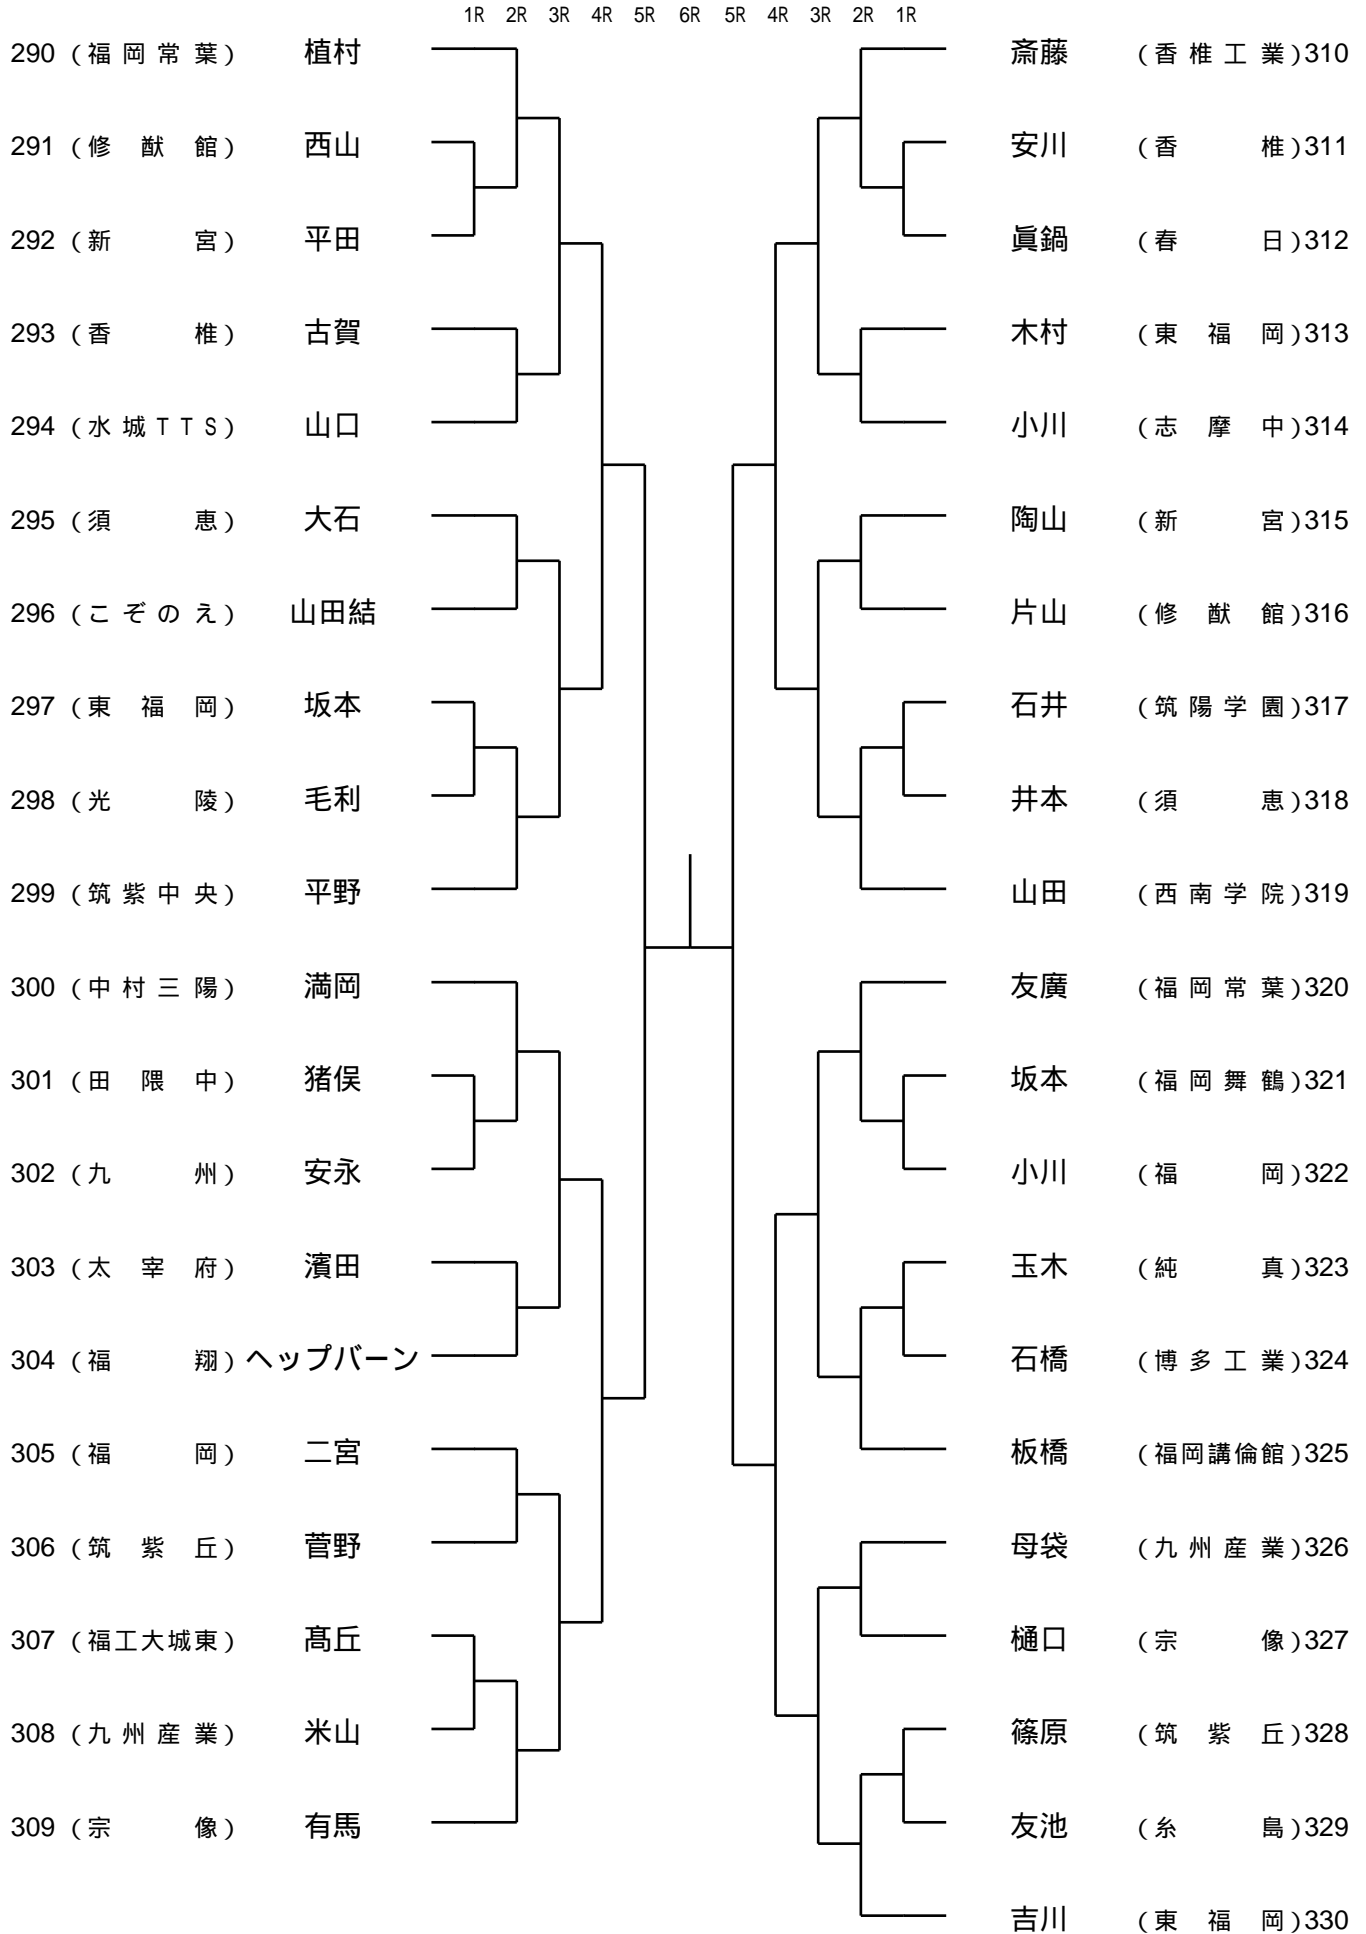 1R 2R 3R 4R 5R 6R 5R 4R 3R 2R 1R
290 (福岡常葉) 植村 斎藤 (香椎工業)310
291 (修猷館) 西山 安川 (香椎)311
292 (新宮) 平田 眞鍋 (春日)312
293 (香椎) 古賀 木村 (東福岡)313
294 (水城TTS) 山口 小川 (志摩中)314
295 (須恵) 大石 陶山 (新宮)315
296 (こぞのえ) 山田結 片山 (修猷館)316
297 (東福岡) 坂本 石井 (筑陽学園)317
298 (光陵) 毛利 井本 (須恵)318
299 (筑紫中央) 平野 山田 (西南学院)319
300 (中村三陽) 満岡 友廣 (福岡常葉)320
301 (田隈中) 猪俣 坂本 (福岡舞鶴)321
302 (九州) 安永 小川 (福岡)322
303 (太宰府) 濱田 玉木 (純真)323
304 (福翔) ヘップバーン 石橋 (博多工業)324
305 (福岡) 二宮 板橋 (福岡講倫館)325
306 (筑紫丘) 菅野 母袋 (九州産業)326
307 (福工大城東) 髙丘 樋口 (宗像)327
308 (九州産業) 米山 篠原 (筑紫丘)328
309 (宗像) 有馬 友池 (糸島)329
吉川 (東福岡)330